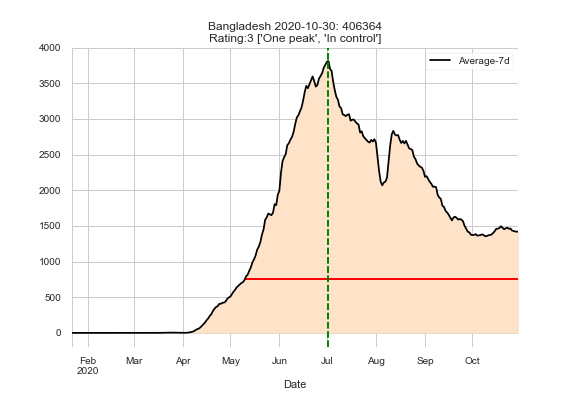 Bangladesh 2020-10-30: 406364
Rating:3 ['One peak', 'In control']
Average-7d
4000
3500
3000
2500
2000
1500
1000
500
0
Feb Mar Apr May Jun Jul Aug Sep Oct
2020
Date